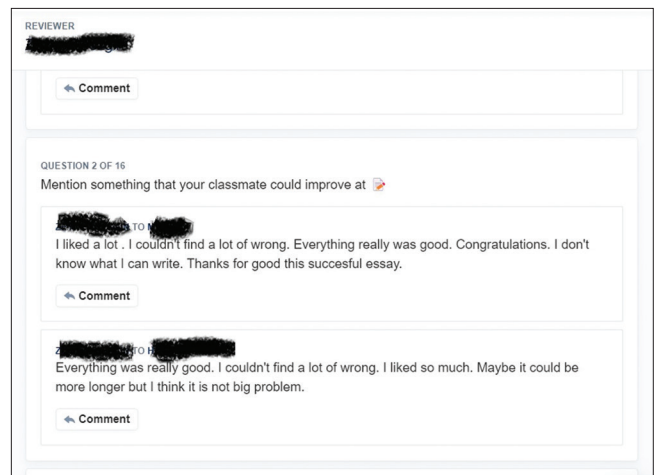 REVIEWER
Comment
QUESTION 2 OF 16
Mention something that your classmate could improve at
TO
I liked a lot . I couldn't find a lot of wrong. Everything really was good. Congratulations. I don't
know what I can write. Thanks for good this succesful essay.
Comment
TO
Everything was really good. I couldn't find a lot of wrong. I liked so much. Maybe it could be
more longer but I think it is not big problem.
Comment